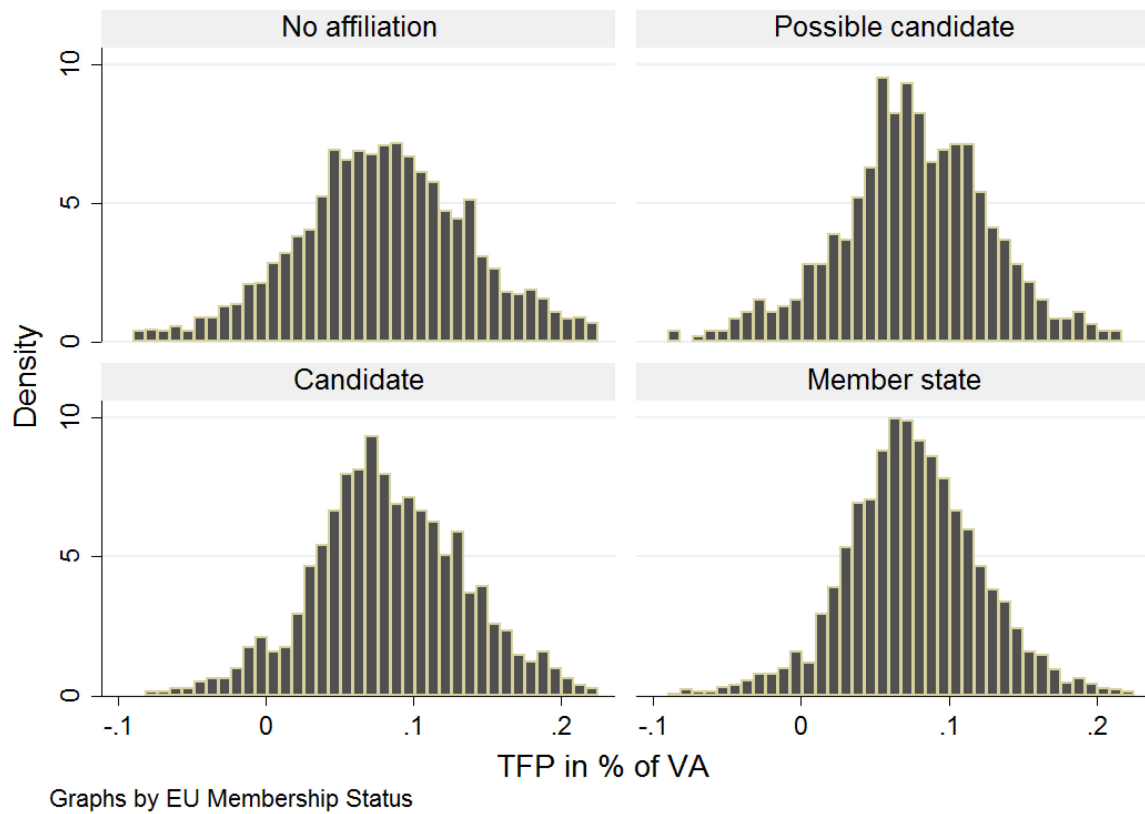 No affiliation
Possible candidate
10
5
0
Candidate
Member state
10
5
0
Density
-.1 0 .1 .2
-.1 0 .1 .2
TFP in % of VA
Graphs by EU Membership Status